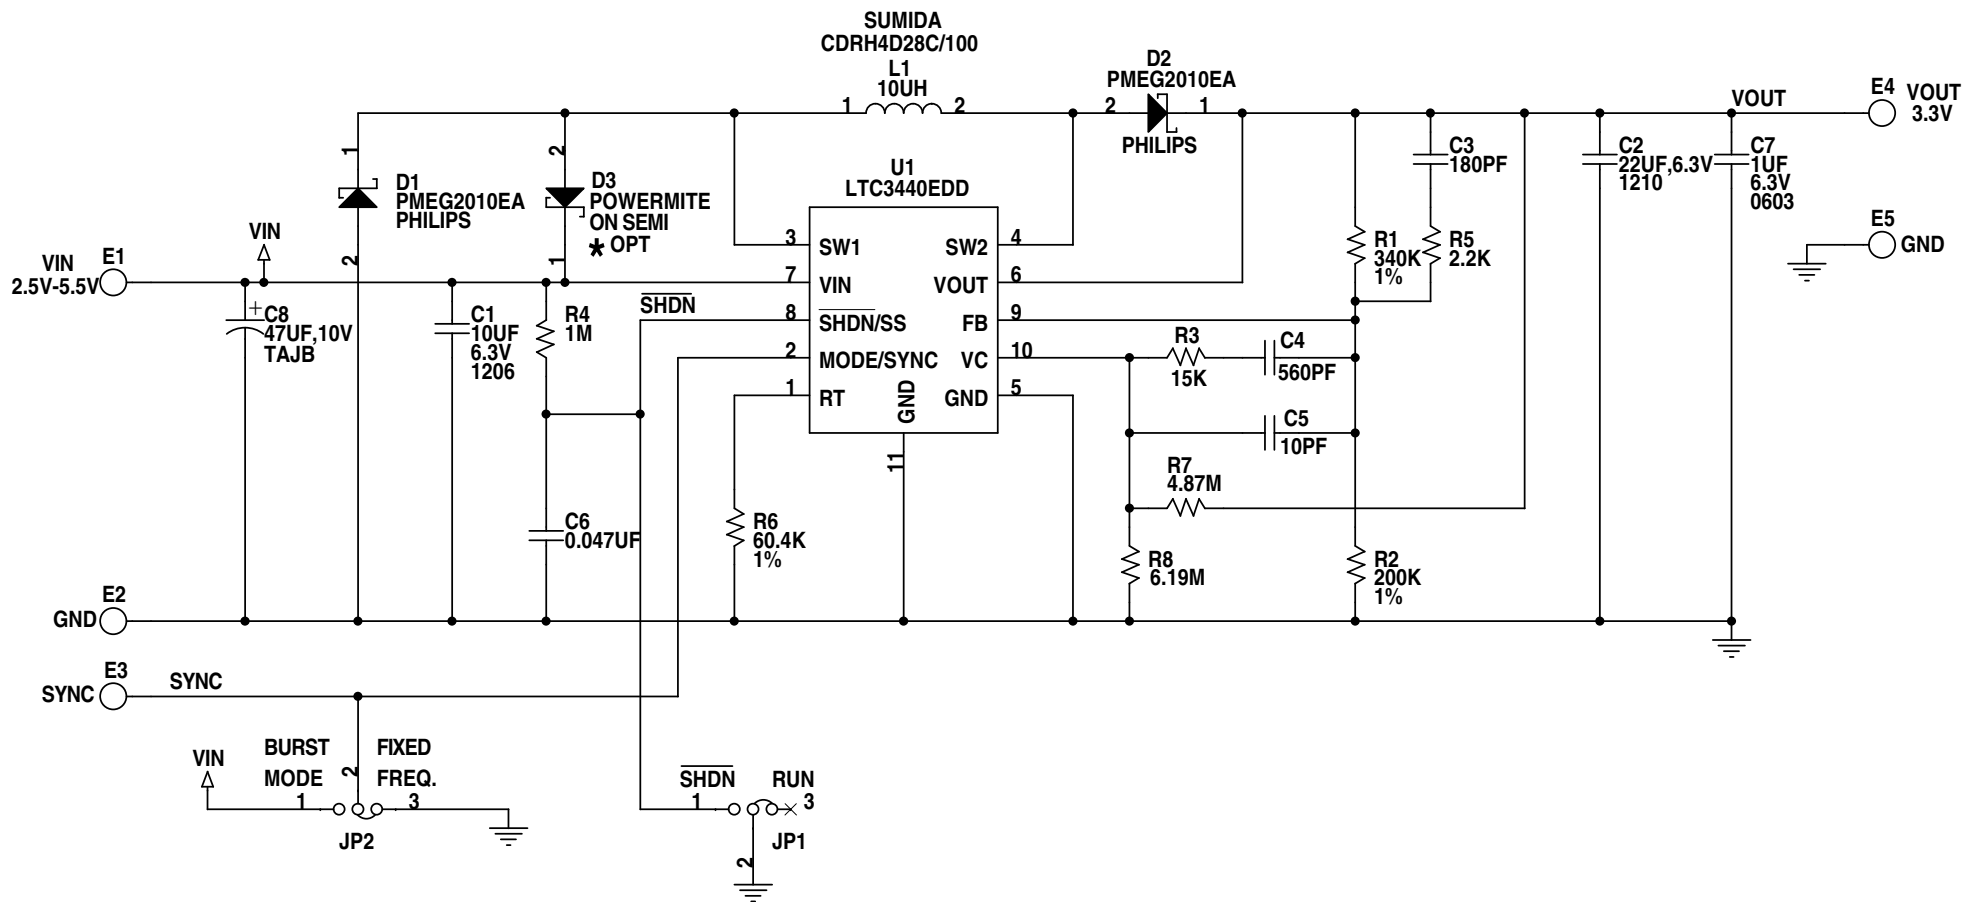 SUMIDA
CDRH4D28C/100
L1
10UH
1
2
D2
PMEG2010EA
2
1
PHILIPS
VOUT
E4
VOUT
3.3V
1
D1
PMEG2010EA
PHILIPS
2
2
D3
POWERMITE
ON SEMI
* OPT
1
U1
LTC3440EDD
3
SW1
SW2
4
7
VIN
VOUT
6
8
SHDN/SS
FB
9
2
MODE/SYNC
VC
10
1
RT
GND
GND
5
11
C3
180PF
C2
22UF,6.3V
1210
C7
1UF
6.3V
0603
R1
340K
1%
R5
2.2K
E5
GND
VIN
VIN
2.5V-5.5V
E1
+
C8
47UF,10V
TAJB
C1
10UF
6.3V
1206
R4
1M
SHDN
R3
15K
C4
560PF
C5
10PF
R7
4.87M
C6
0.047UF
R6
60.4K
1%
R8
6.19M
R2
200K
1%
E2
GND
E3
SYNC
SYNC
VIN
BURST
MODE
1
2
FIXED
FREQ.
3
JP2
SHDN
1
RUN
3
JP1
2